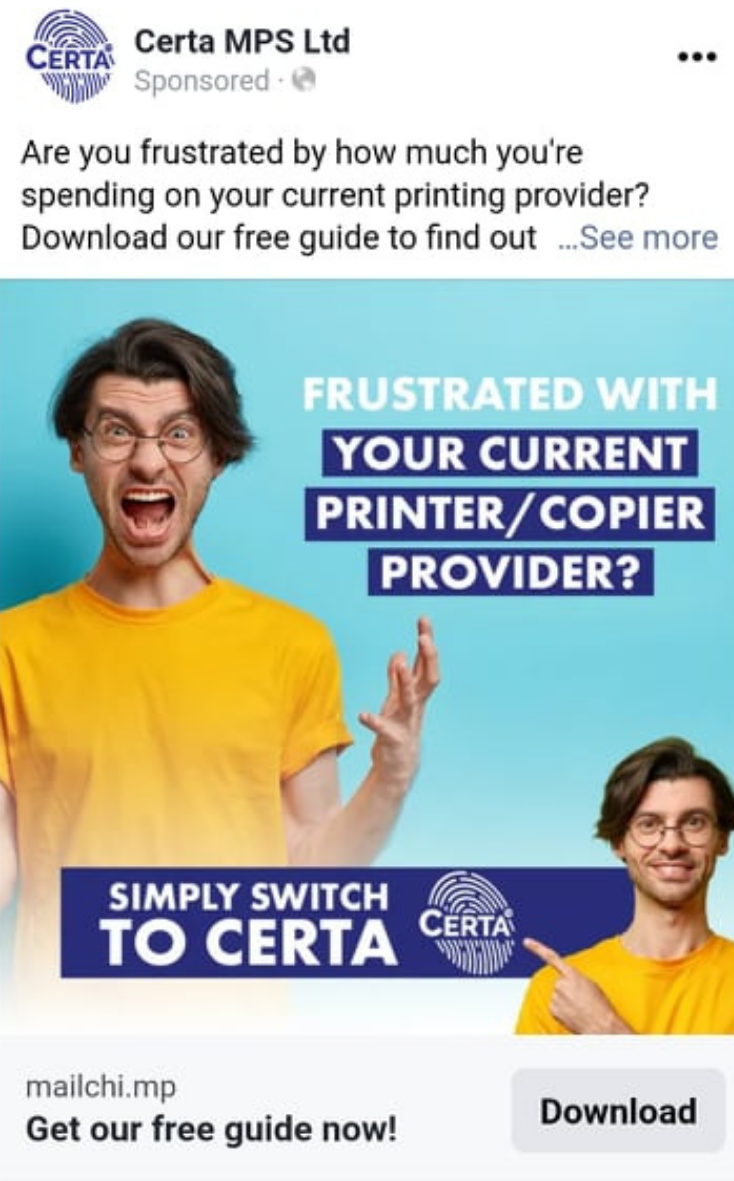 CERTA
Certa MPS Ltd
Sponsored ·
Are you frustrated by how much you're
spending on your current printing provider?
Download our free guide to find out ...See more
FRUSTRATED WITH
YOUR CURRENT
PRINTER/COPIER
PROVIDER?
SIMPLY SWITCH
TO CERTA
CERTA
mailchi.mp
Get our free guide now!
Download